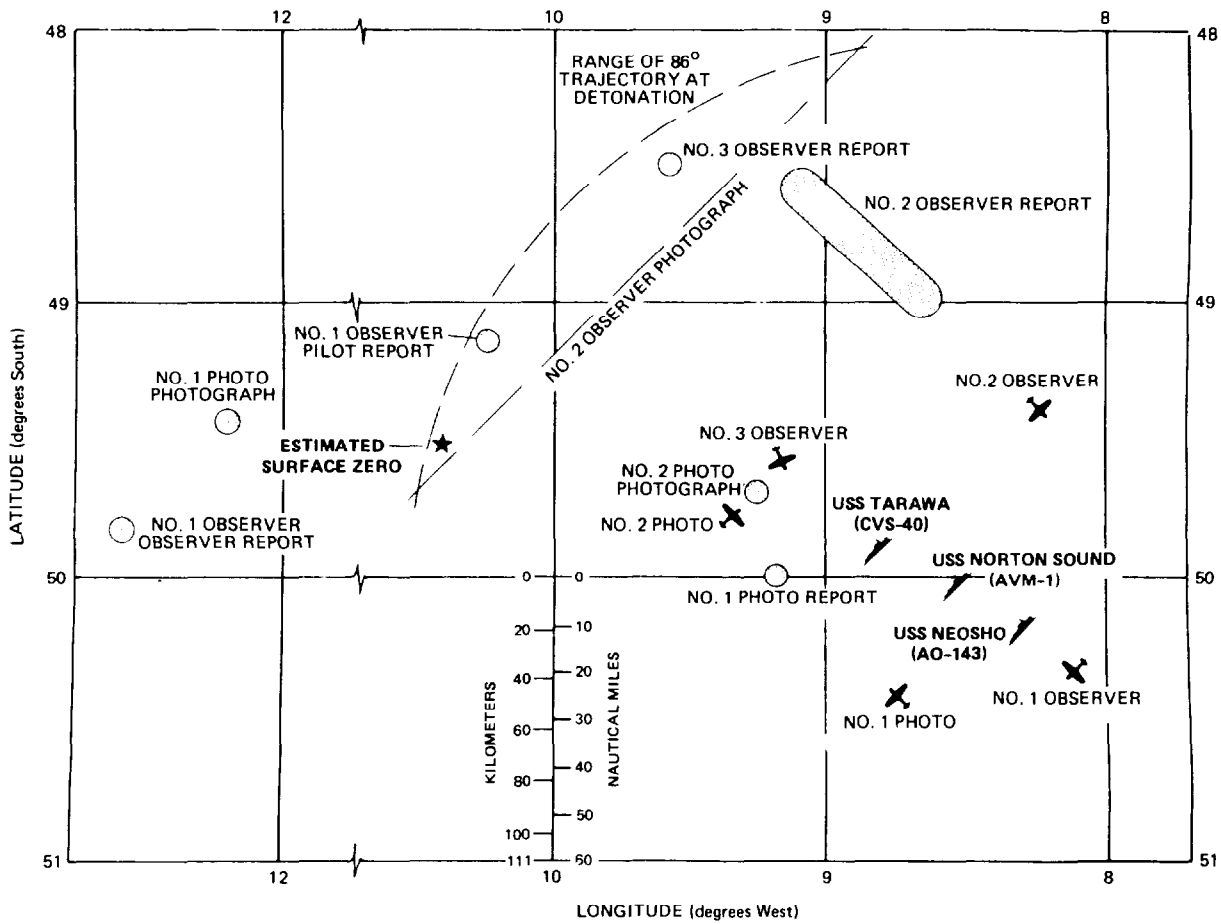 12
10
9
8
48
48
RANGE OF 86°
TRAJECTORY AT
DETONATION
NO. 3 OBSERVER REPORT
NO. 2 OBSERVER REPORT
NO. 2 OBSERVER PHOTOGRAPH
49
49
NO. 1 OBSERVER
PILOT REPORT
NO. 1 PHOTO
PHOTOGRAPH
NO.2 OBSERVER
ESTIMATED
SURFACE ZERO
NO. 3 OBSERVER
NO. 2 PHOTO
PHOTOGRAPH
NO. 1 OBSERVER
OBSERVER REPORT
NO. 2 PHOTO
USS TARAWA
(CVS-40)
USS NORTON SOUND
(AVM-1)
50
50
0
0
NO. 1 PHOTO REPORT
20
10
USS NEOSHO
(AO-143)
40
20
NO. 1 OBSERVER
60
30
NO. 1 PHOTO
80
40
100
50
111
60
KILOMETERS
NAUTICAL MILES
51
51
12
10
9
8
LATITUDE (degrees South)
LONGITUDE (degrees West)